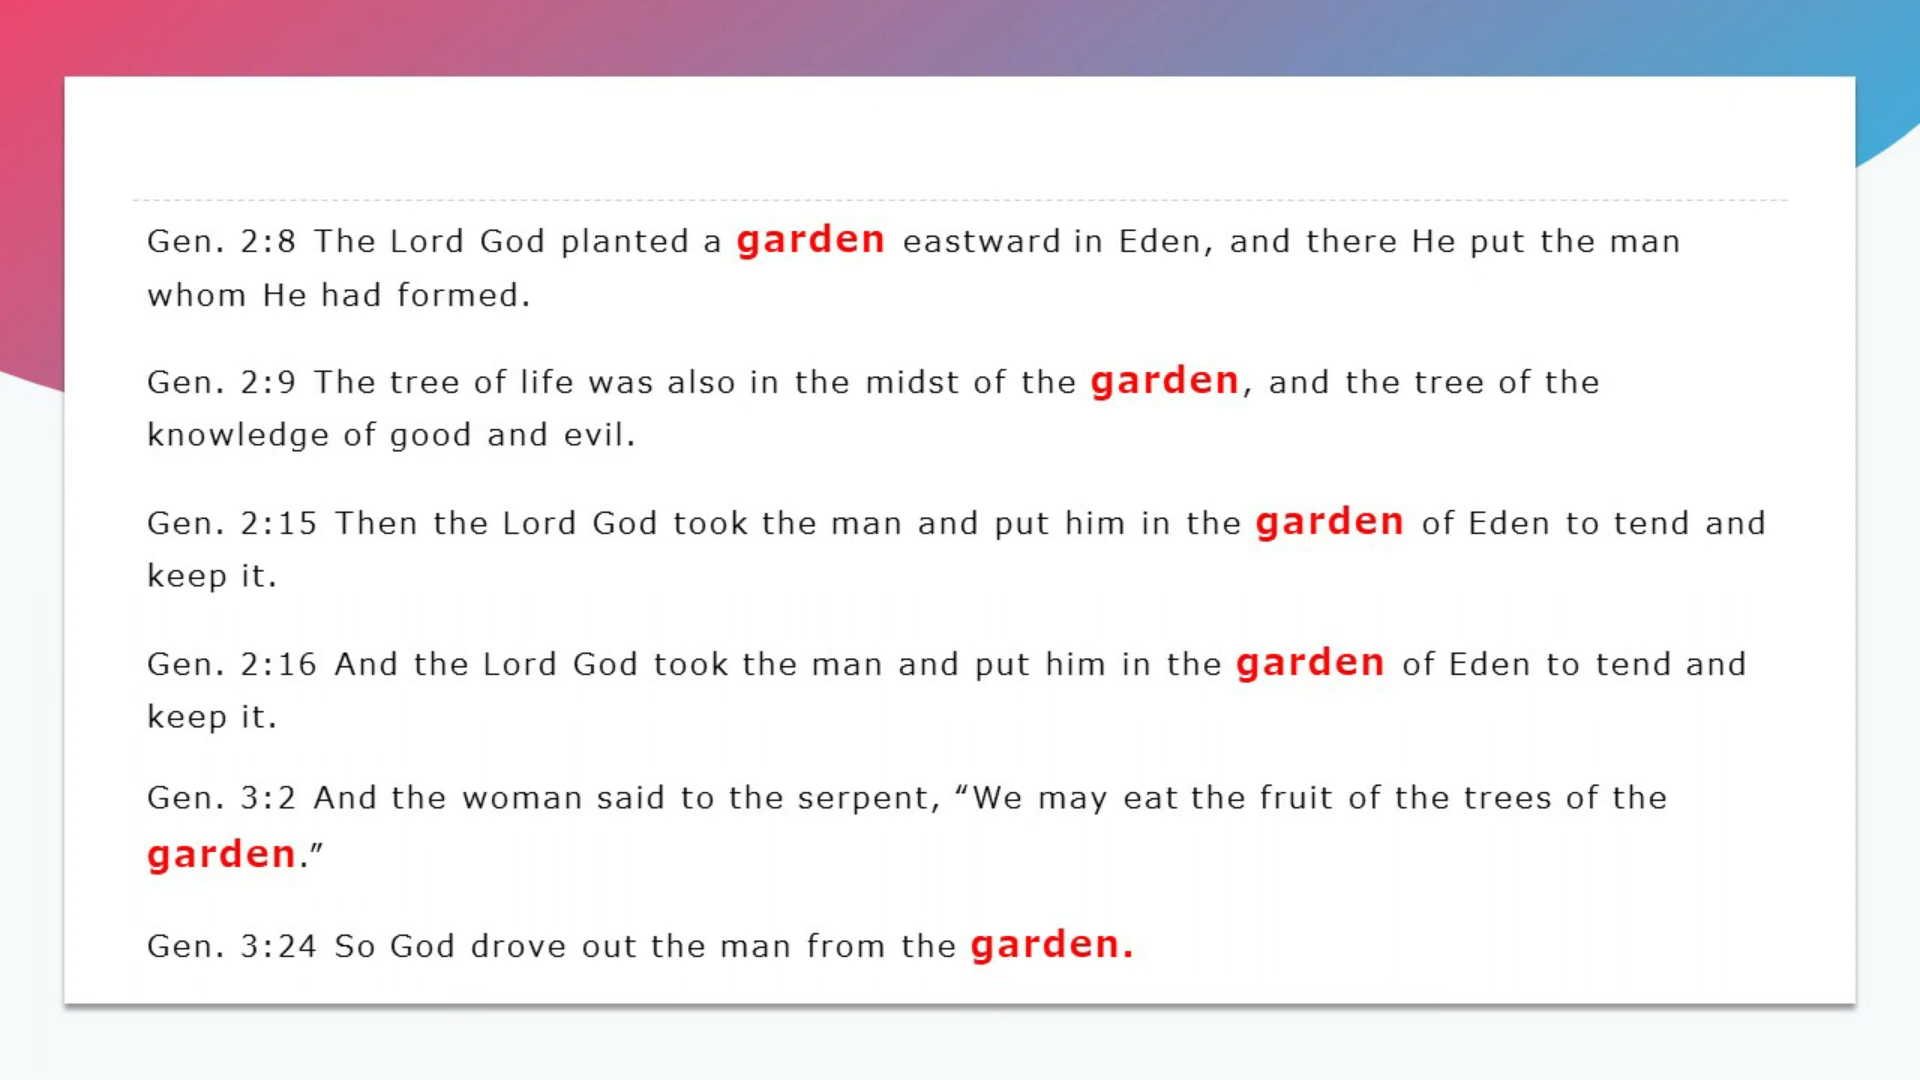 Gen. 2:8 The Lord God planted a garden eastward in Eden, and there He put the man
whom He had formed.
Gen. 2:9 The tree of life was also in the midst of the garden, and the tree of the
knowledge of good and evil.
Gen. 2:15 Then the Lord God took the man and put him in the garden of Eden to tend and
keep it.
Gen. 2:16 And the Lord God took the man and put him in the garden of Eden to tend and
keep it.
Gen. 3:2 And the woman said to the serpent, “We may eat the fruit of the trees of the
garden.”
Gen. 3:24 So God drove out the man from the garden.